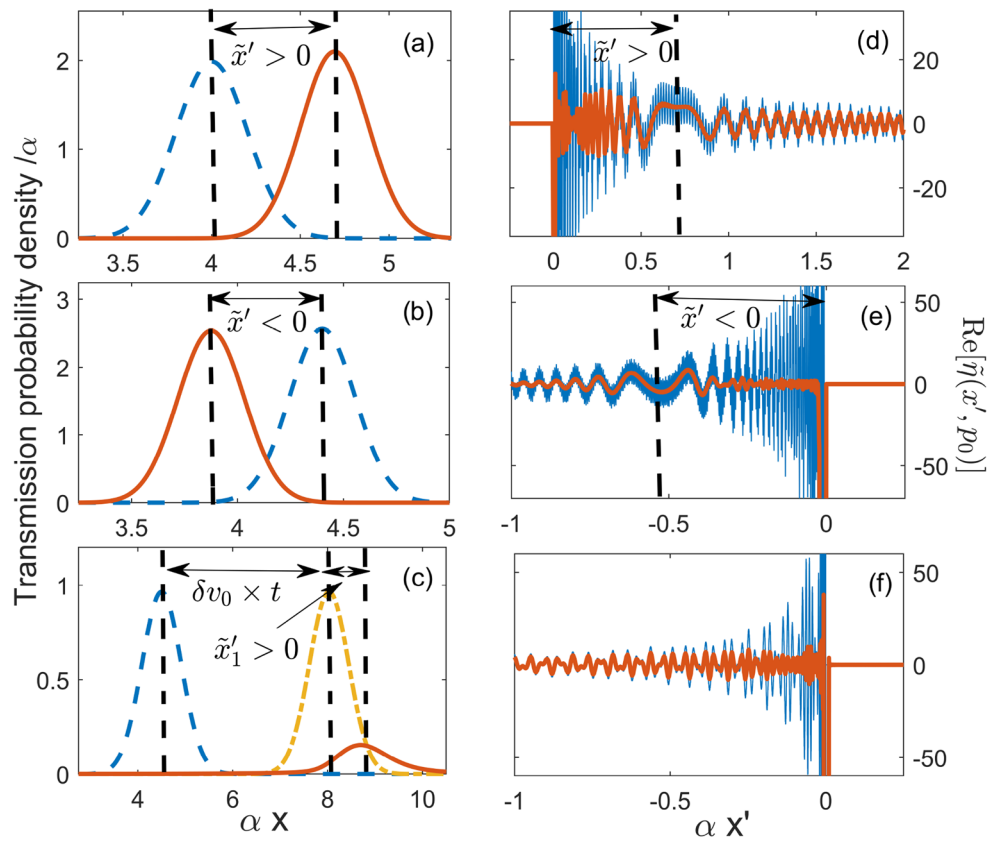 Transmission probability density /α
(a)
x̃′ > 0
2
1
0
3.5
4
4.5
5
(d)
x̃′ > 0
20
0
-20
0
0.5
1
1.5
2
(b)
x̃′ < 0
3
2
1
0
3.5
4
4.5
5
(e)
x̃′ < 0
50
0
-50
-1
-0.5
0
Re[η̃(x′, p₀)]
(c)
δv₀ × t
x̃′₁ > 0
1
0.5
0
4
6
8
10
α x
(f)
50
0
-50
-1
-0.5
0
α x'